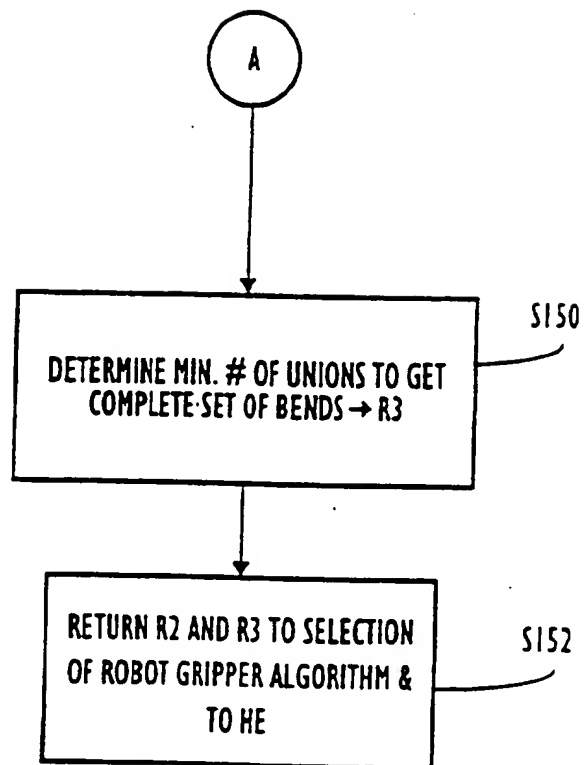 A
DETERMINE MIN. # OF UNIONS TO GET
COMPLETE·SET OF BENDS → R3
S150
RETURN R2 AND R3 TO SELECTION
OF ROBOT GRIPPER ALGORITHM &
TO HE
S152